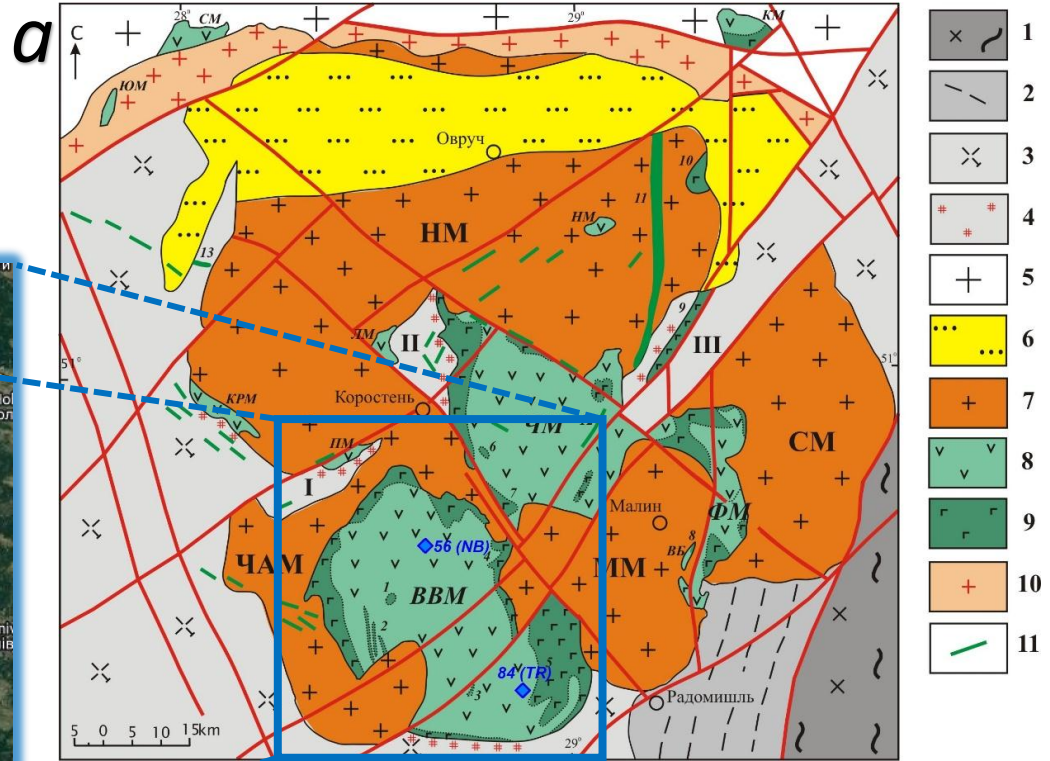 а
С
28°
СМ
29°
КМ
ЮМ
Овруч
10
11
НМ
НМ
13
9
ЛМ
II
III
51°
51°
Коростень
КРМ
ЧМ
ПМ
6
СМ
I
7
Малин
ФМ
56 (NB)
4
8
ВБ
ЧАМ
ММ
1
ВВМ
2
84 (TR)
5
3
Радомишль
5 0 5 10 15km
29°
1
2
3
4
5
6
7
8
9
10
11